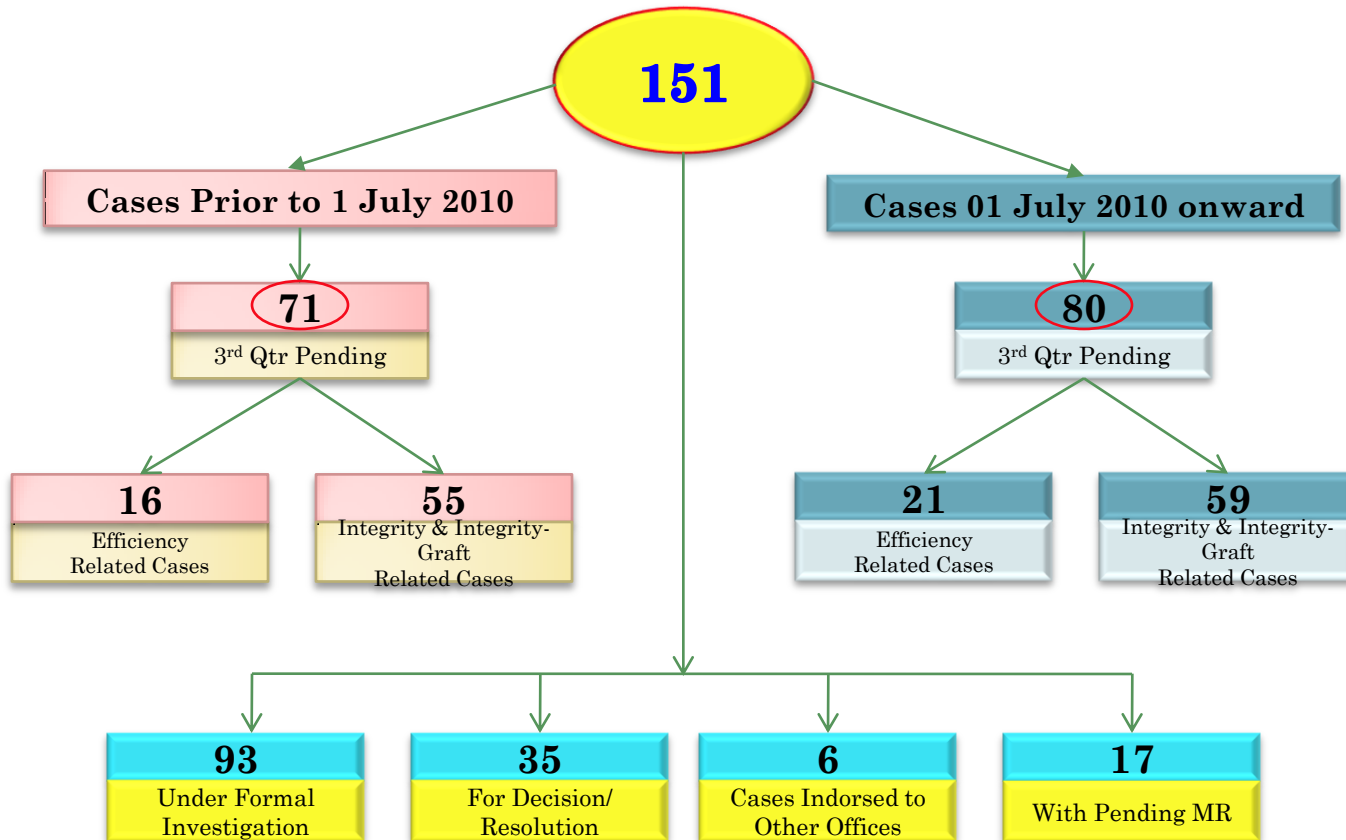 151
Cases Prior to 1 July 2010
Cases 01 July 2010 onward
71
3rd Qtr Pending
80
3rd Qtr Pending
16
Efficiency
Related Cases
55
Integrity & Integrity-
Graft
Related Cases
21
Efficiency
Related Cases
59
Integrity & Integrity-
Graft
Related Cases
93
Under Formal
Investigation
35
For Decision/
Resolution
6
Cases Indorsed to
Other Offices
17
With Pending MR